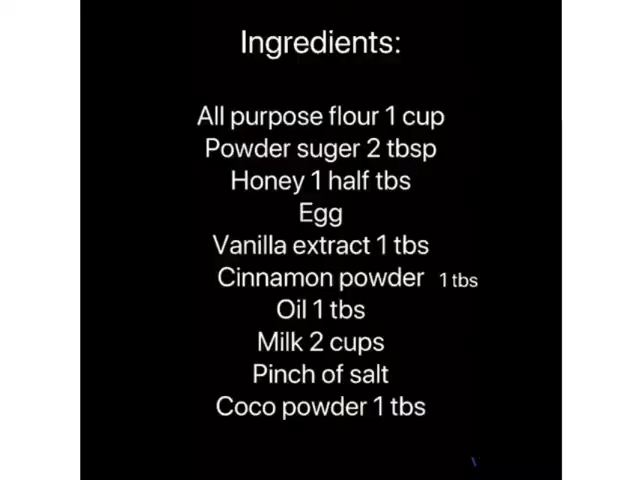 Ingredients:
All purpose flour 1 cup
Powder suger 2 tbsp
Honey 1 half tbs
Egg
Vanilla extract 1 tbs
Cinnamon powder 1 tbs
Oil 1 tbs
Milk 2 cups
Pinch of salt
Coco powder 1 tbs